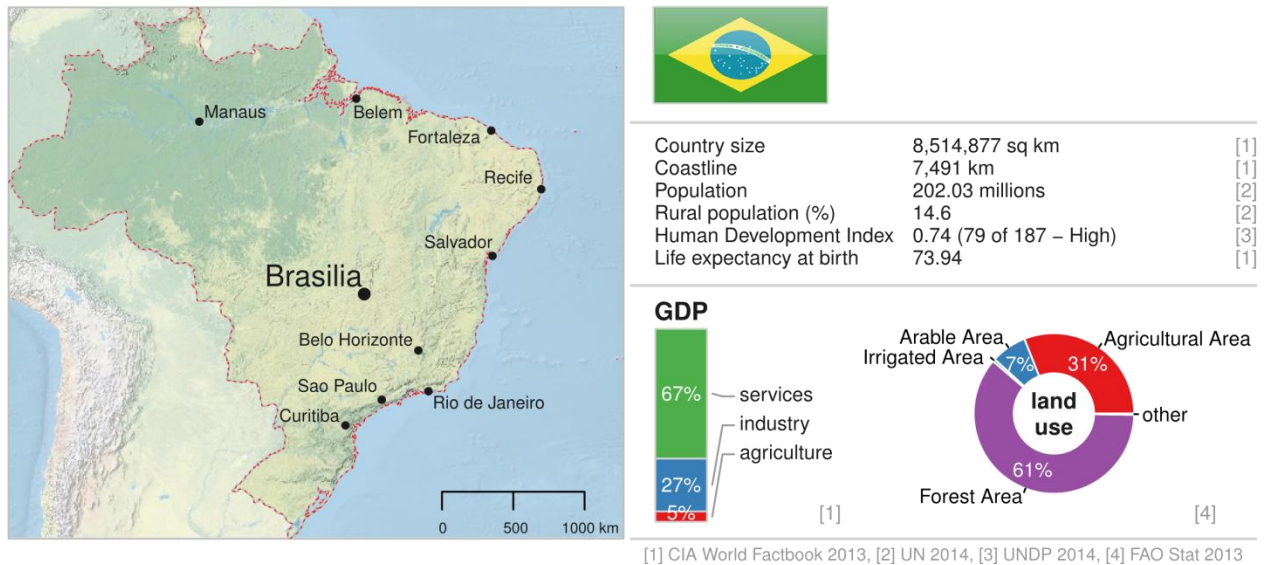 Manaus
Belem
Fortaleza
Recife
Salvador
Brasilia
Belo Horizonte
Sao Paulo
Rio de Janeiro
Curitiba
0 500 1000 km
Country size 8,514,877 sq km [1]
Coastline 7,491 km [1]
Population 202.03 millions [2]
Rural population (%) 14.6 [2]
Human Development Index 0.74 (79 of 187 − High) [3]
Life expectancy at birth 73.94 [1]
GDP
67% services
27% industry
5% agriculture
[1]
Arable Area
Irrigated Area
7%
31%
Agricultural Area
land
use
other
61%
Forest Area
[4]
[1] CIA World Factbook 2013, [2] UN 2014, [3] UNDP 2014, [4] FAO Stat 2013